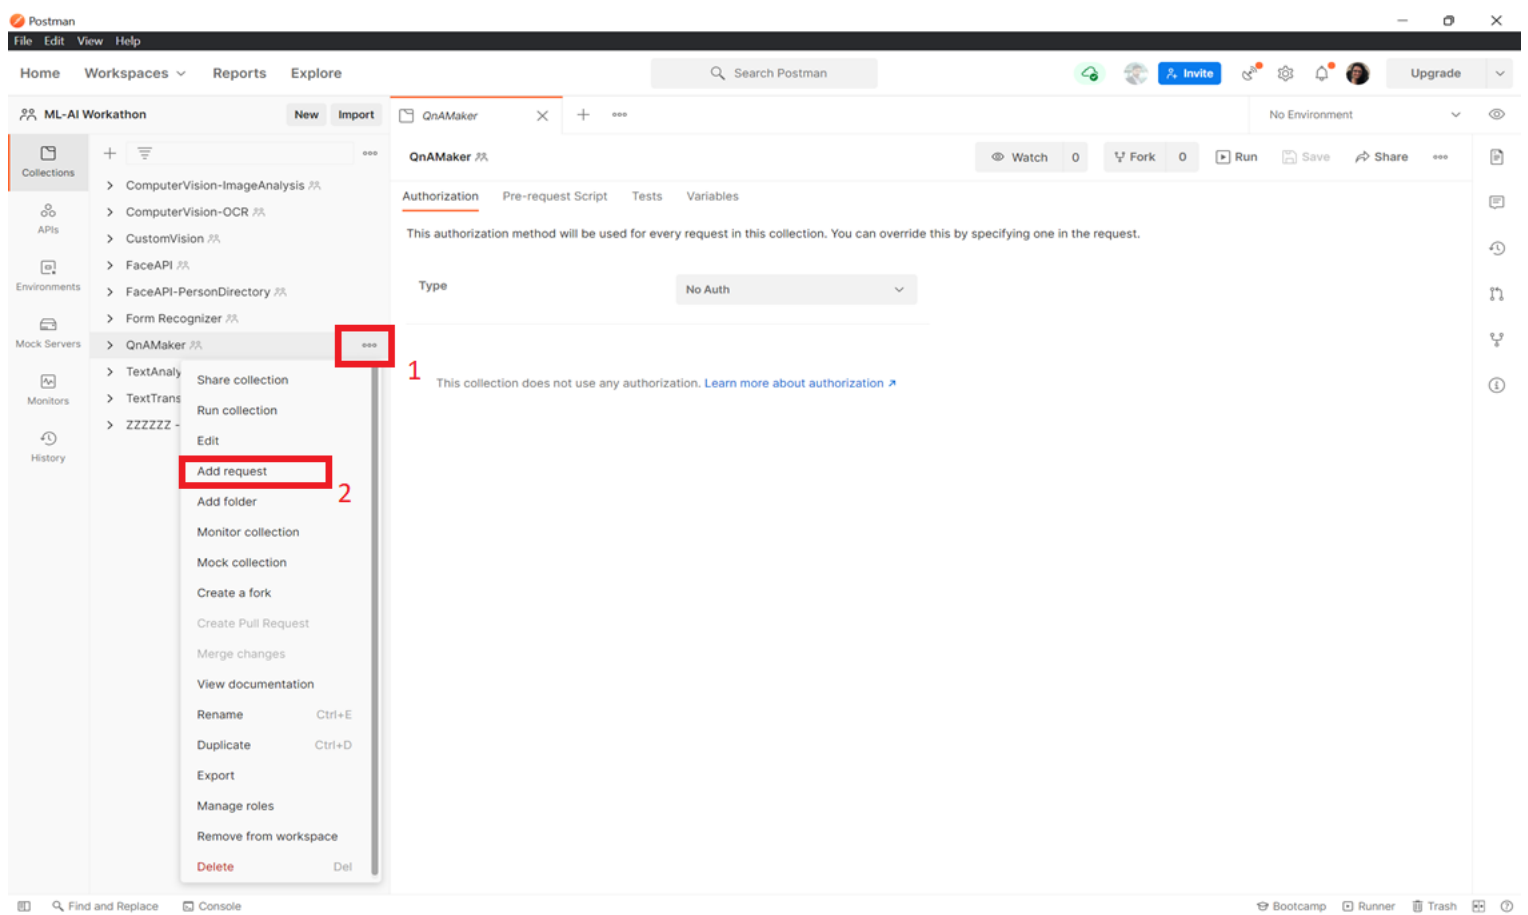 Postman
File Edit View Help
Home Workspaces Reports Explore Search Postman Invite Upgrade
ML-AI Workathon New Import QnAMaker No Environment
Collections
APIs
Environments
Mock Servers
Monitors
History
ComputerVision-ImageAnalysis
ComputerVision-OCR
CustomVision
FaceAPI
FaceAPI-PersonDirectory
Form Recognizer
QnAMaker
TextAnaly
TextTrans
ZZZZZZ -
1
Share collection
Run collection
Edit
Add request
2
Add folder
Monitor collection
Mock collection
Create a fork
Create Pull Request
Merge changes
View documentation
Rename Ctrl+E
Duplicate Ctrl+D
Export
Manage roles
Remove from workspace
Delete Del
QnAMaker Watch 0 Fork 0 Run Save Share
Authorization Pre-request Script Tests Variables
This authorization method will be used for every request in this collection. You can override this by specifying one in the request.
Type No Auth
This collection does not use any authorization. Learn more about authorization
Find and Replace Console Bootcamp Runner Trash